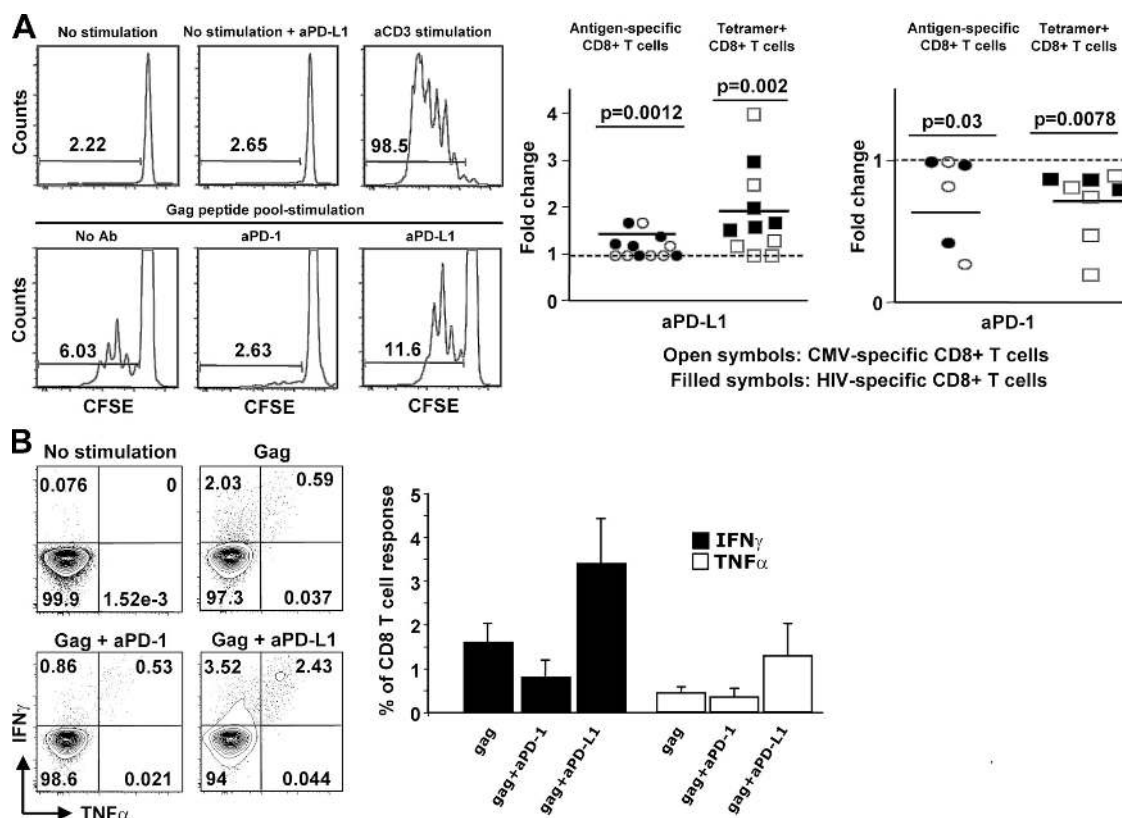 A
No stimulation
No stimulation + aPD-L1
aCD3 stimulation
Counts
2.22
2.65
98.5
Gag peptide pool-stimulation
No Ab
aPD-1
aPD-L1
Counts
6.03
2.63
11.6
CFSE
CFSE
CFSE
Antigen-specific
CD8+ T cells
Tetramer+
CD8+ T cells
p=0.0012
p=0.002
Fold change
4
3
2
1
0
aPD-L1
Antigen-specific
CD8+ T cells
Tetramer+
CD8+ T cells
p=0.03
p=0.0078
Fold change
1
0
aPD-1
Open symbols: CMV-specific CD8+ T cells
Filled symbols: HIV-specific CD8+ T cells
B
No stimulation
Gag
0.076
0
2.03
0.59
99.9
1.52e-3
97.3
0.037
Gag + aPD-1
Gag + aPD-L1
0.86
0.53
3.52
2.43
98.6
0.021
94
0.044
IFNγ
TNFα
% of CD8 T cell response
5
4
3
2
1
0
IFNγ
TNFα
gag
gag+aPD-1
gag+aPD-L1
gag
gag+aPD-1
gag+aPD-L1